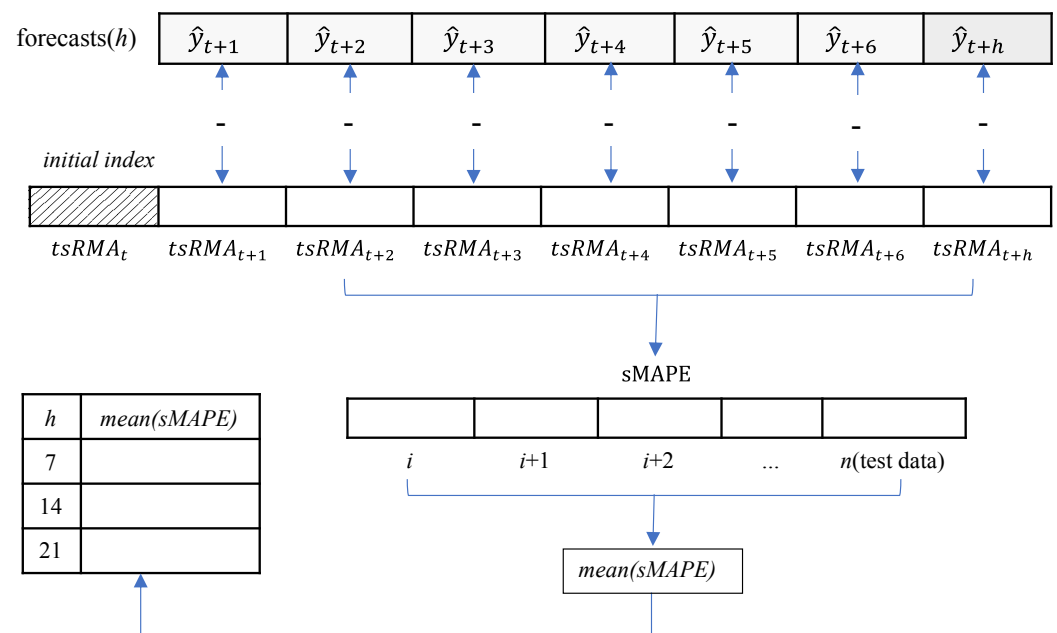 forecasts(h) ŷt+1 ŷt+2 ŷt+3 ŷt+4 ŷt+5 ŷt+6 ŷt+h
- - - - - - -
initial index
tsRMAt tsRMAt+1 tsRMAt+2 tsRMAt+3 tsRMAt+4 tsRMAt+5 tsRMAt+6 tsRMAt+h
sMAPE
i i+1 i+2 ... n(test data)
mean(sMAPE)
h mean(sMAPE)
7
14
21